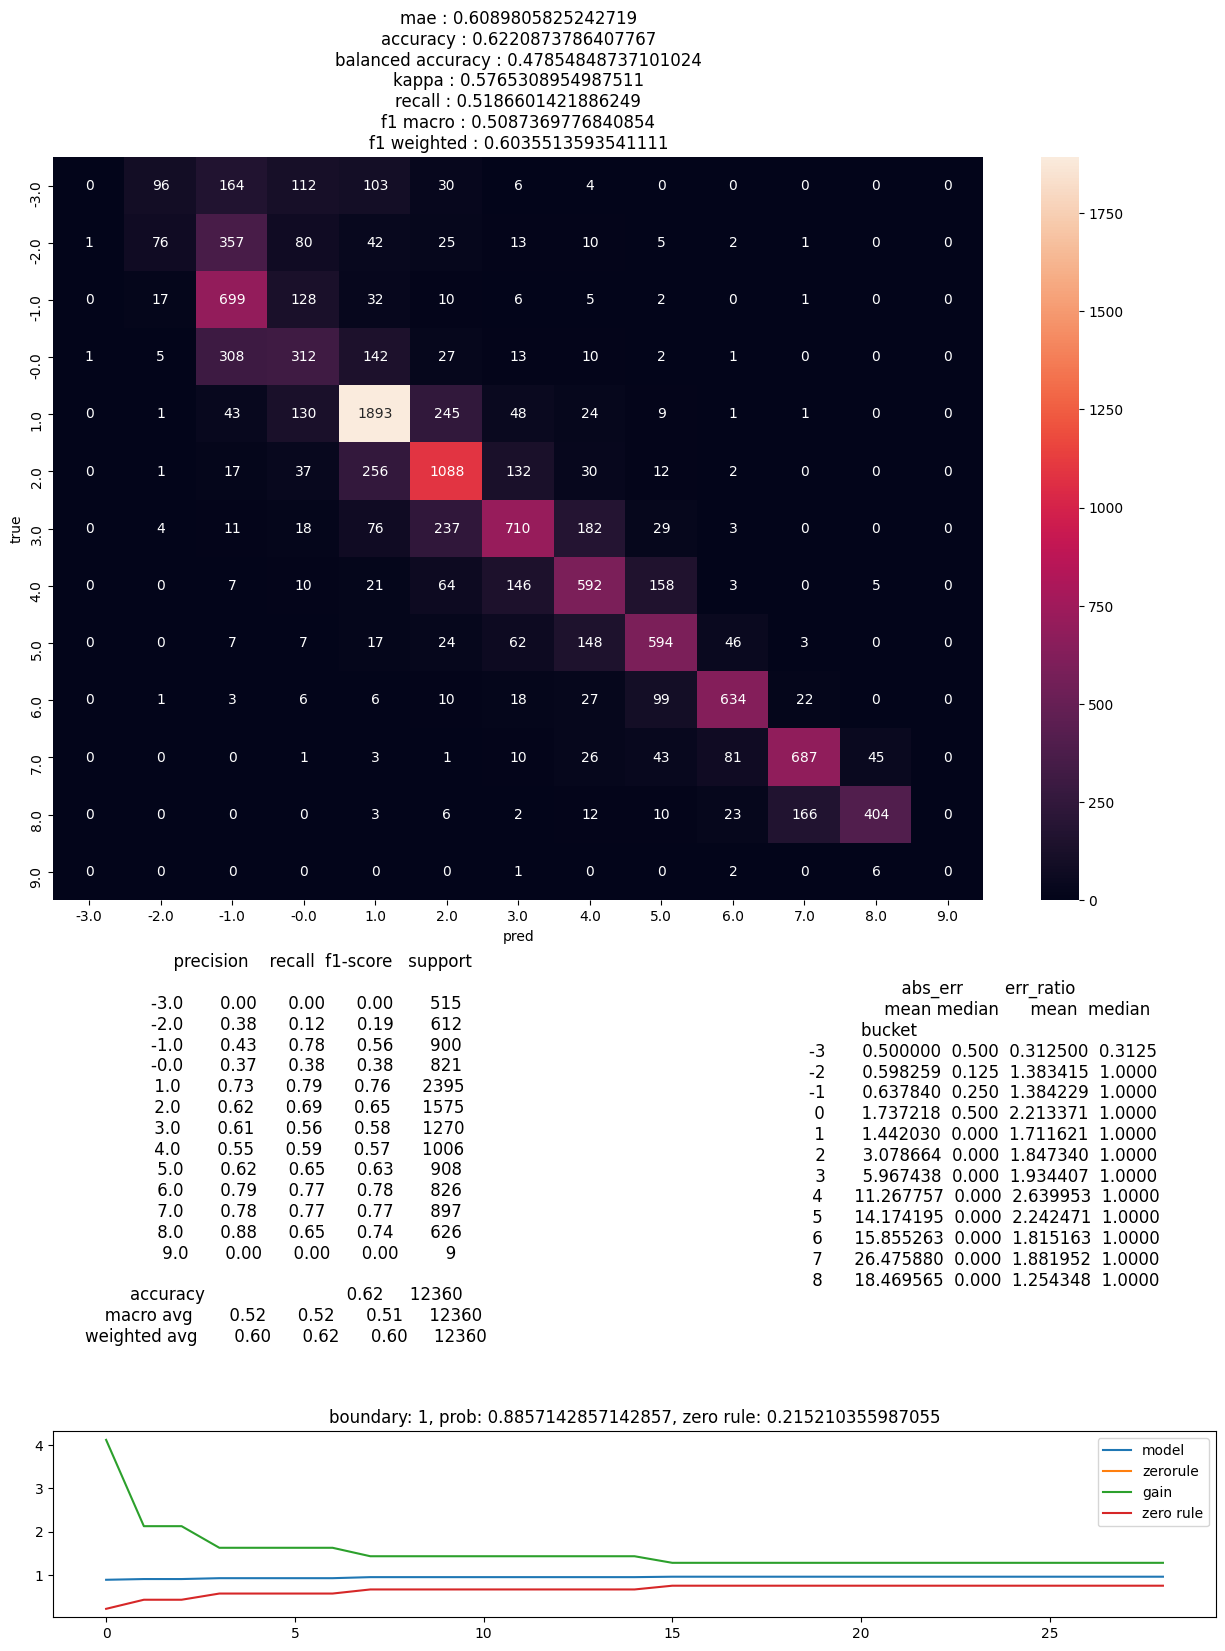 mae : 0.6089805825242719
accuracy : 0.6220873786407767
balanced accuracy : 0.47854848737101024
kappa : 0.5765308954987511
recall : 0.5186601421886249
f1 macro : 0.5087369776840854
f1 weighted : 0.6035513593541111
-3.0 0 96 164 112 103 30 6 4 0 0 0 0 0
-2.0 1 76 357 80 42 25 13 10 5 2 1 0 0
-1.0 0 17 699 128 32 10 6 5 2 0 1 0 0
-0.0 1 5 308 312 142 27 13 10 2 1 0 0 0
1.0 0 1 43 130 1893 245 48 24 9 1 1 0 0
2.0 0 1 17 37 256 1088 132 30 12 2 0 0 0
3.0 0 4 11 18 76 237 710 182 29 3 0 0 0
4.0 0 0 7 10 21 64 146 592 158 3 0 5 0
5.0 0 0 7 7 17 24 62 148 594 46 3 0 0
6.0 0 1 3 6 6 10 18 27 99 634 22 0 0
7.0 0 0 0 1 3 1 10 26 43 81 687 45 0
8.0 0 0 0 0 3 6 2 12 10 23 166 404 0
9.0 0 0 0 0 0 0 1 0 0 2 0 6 0
true
-3.0 -2.0 -1.0 -0.0 1.0 2.0 3.0 4.0 5.0 6.0 7.0 8.0 9.0
pred
1750
1500
1250
1000
750
500
250
0
precision recall f1-score support
-3.0 0.00 0.00 0.00 515
-2.0 0.38 0.12 0.19 612
-1.0 0.43 0.78 0.56 900
-0.0 0.37 0.38 0.38 821
1.0 0.73 0.79 0.76 2395
2.0 0.62 0.69 0.65 1575
3.0 0.61 0.56 0.58 1270
4.0 0.55 0.59 0.57 1006
5.0 0.62 0.65 0.63 908
6.0 0.79 0.77 0.78 826
7.0 0.78 0.77 0.77 897
8.0 0.88 0.65 0.74 626
9.0 0.00 0.00 0.00 9
accuracy 0.62 12360
macro avg 0.52 0.52 0.51 12360
weighted avg 0.60 0.62 0.60 12360
abs_err err_ratio
mean median mean median
bucket
-3 0.500000 0.500 0.312500 0.3125
-2 0.598259 0.125 1.383415 1.0000
-1 0.637840 0.250 1.384229 1.0000
0 1.737218 0.500 2.213371 1.0000
1 1.442030 0.000 1.711621 1.0000
2 3.078664 0.000 1.847340 1.0000
3 5.967438 0.000 1.934407 1.0000
4 11.267757 0.000 2.639953 1.0000
5 14.174195 0.000 2.242471 1.0000
6 15.855263 0.000 1.815163 1.0000
7 26.475880 0.000 1.881952 1.0000
8 18.469565 0.000 1.254348 1.0000
boundary: 1, prob: 0.8857142857142857, zero rule: 0.215210355987055
4
3
2
1
model
zerorule
gain
zero rule
0 5 10 15 20 25